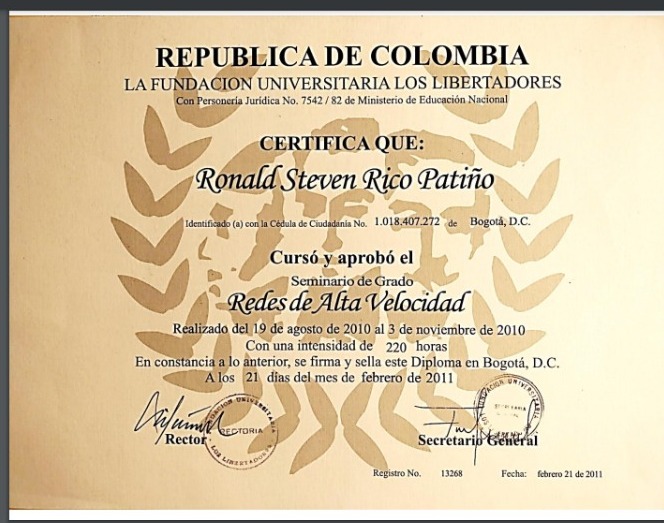 REPUBLICA DE COLOMBIA
LA FUNDACION UNIVERSITARIA LOS LIBERTADORES
Con Personería Jurídica No. 7542 / 82 de Ministerio de Educación Nacional
CERTIFICA QUE:
Ronald Steven Rico Patiño
Identificado (a) con la Cédula de Ciudadanía No. 1.018.407.272 de Bogotá, D.C.
Cursó y aprobó el
Seminario de Grado
Redes de Alta Velocidad
Realizado del 19 de agosto de 2010 al 3 de noviembre de 2010
Con una intensidad de 220 horas
En constancia a lo anterior, se firma y sella este Diploma en Bogotá, D.C.
A los 21 días del mes de febrero de 2011
FUNDACION UNIVERSITARIA
RECTORIA
LOS LIBERTADORES
Rector
FUNDACION UNIVERSITARIA
Secretario General
Registro No. 13268 Fecha: febrero 21 de 2011